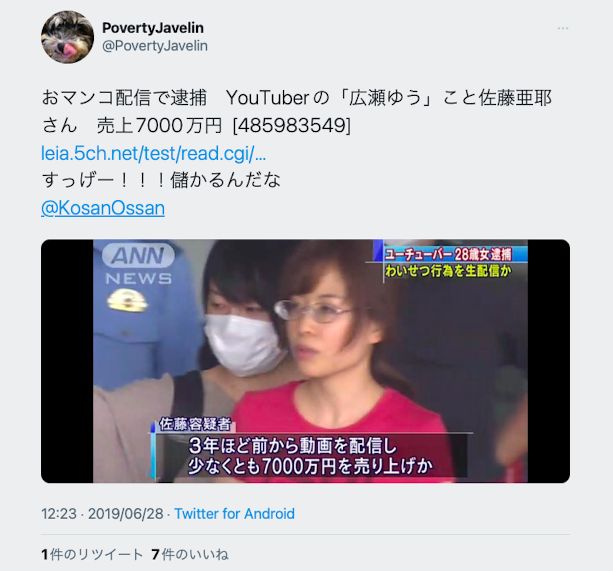 PovertyJavelin
@PovertyJavelin
おマンコ配信で逮捕　YouTuberの「広瀬ゆう」こと佐藤亜耶
さん　売上7000万円 [485983549]
leia.5ch.net/test/read.cgi/...
すっげー！！！儲かるんだな
@KosanOssan
ANN
NEWS
ユーチューバー 28歳女逮捕
わいせつ行為を生配信か
佐藤容疑者
3年ほど前から動画を配信し
少なくとも7000万円を売り上げか
12:23 · 2019/06/28 · Twitter for Android
1件のリツイート 7件のいいね